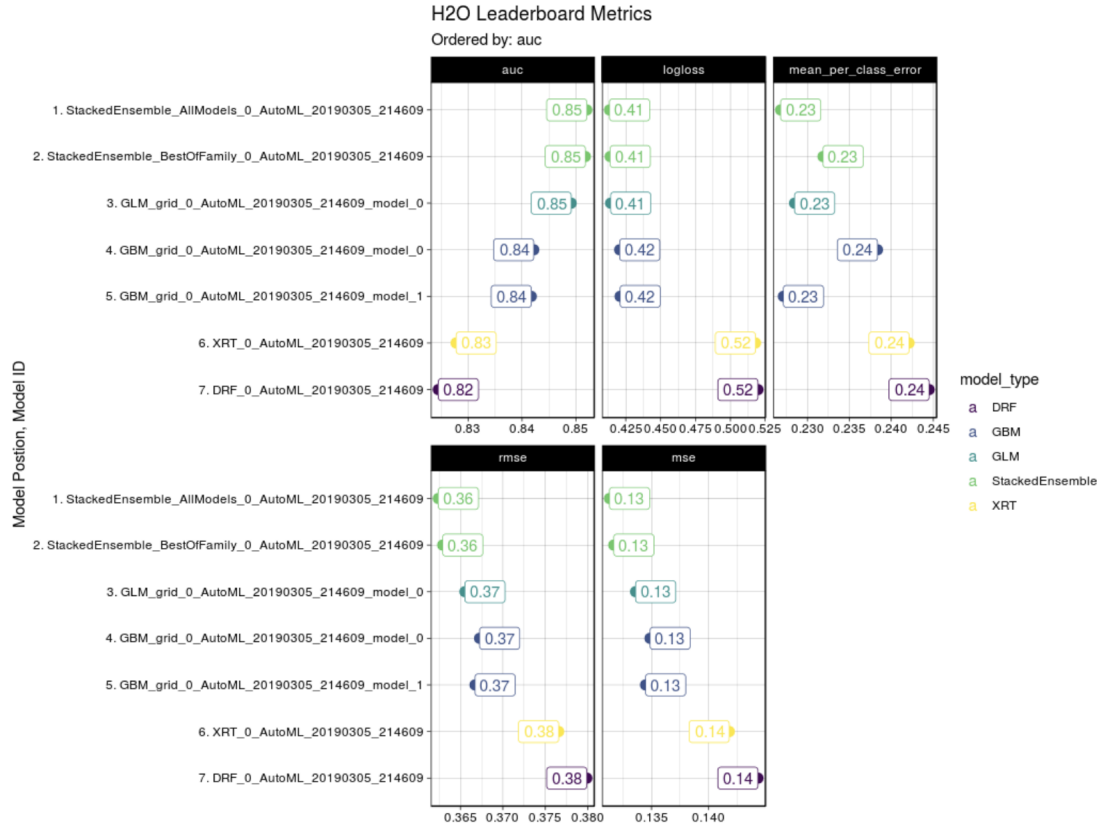 H2O Leaderboard Metrics
Ordered by: auc
auc logloss mean_per_class_error
1. StackedEnsemble_AllModels_0_AutoML_20190305_214609 0.85 0.41 0.23
2. StackedEnsemble_BestOfFamily_0_AutoML_20190305_214609 0.85 0.41 0.23
3. GLM_grid_0_AutoML_20190305_214609_model_0 0.85 0.41 0.23
4. GBM_grid_0_AutoML_20190305_214609_model_0 0.84 0.42 0.24
5. GBM_grid_0_AutoML_20190305_214609_model_1 0.84 0.42 0.23
6. XRT_0_AutoML_20190305_214609 0.83 0.52 0.24
7. DRF_0_AutoML_20190305_214609 0.82 0.52 0.24
0.83 0.84 0.85 0.425 0.450 0.475 0.500 0.525 0.230 0.235 0.240 0.245
rmse mse
1. StackedEnsemble_AllModels_0_AutoML_20190305_214609 0.36 0.13
2. StackedEnsemble_BestOfFamily_0_AutoML_20190305_214609 0.36 0.13
3. GLM_grid_0_AutoML_20190305_214609_model_0 0.37 0.13
4. GBM_grid_0_AutoML_20190305_214609_model_0 0.37 0.13
5. GBM_grid_0_AutoML_20190305_214609_model_1 0.37 0.13
6. XRT_0_AutoML_20190305_214609 0.38 0.14
7. DRF_0_AutoML_20190305_214609 0.38 0.14
0.365 0.370 0.375 0.380 0.135 0.140
Model Postion, Model ID
model_type
a DRF
a GBM
a GLM
a StackedEnsemble
a XRT